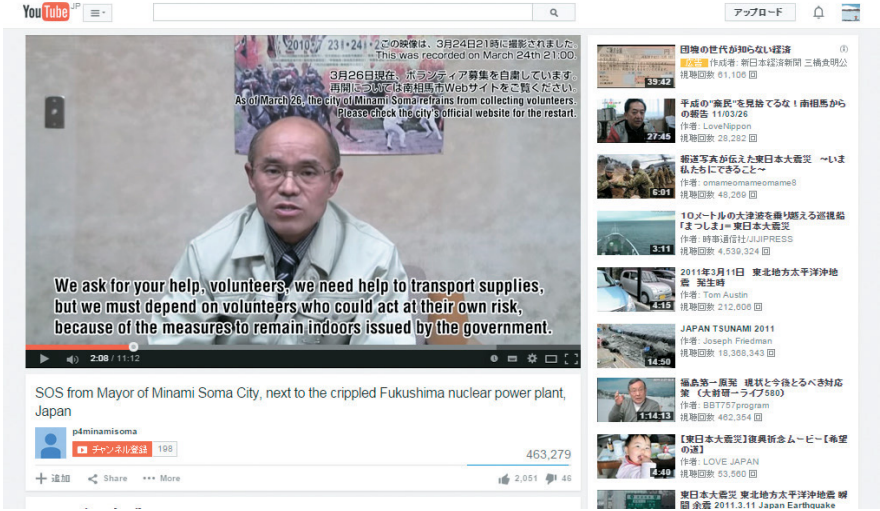 YouTube JP
アップロード
2010・7 23・24・
この映像は、3月24日21時に撮影されました。
This was recorded on March 24th 21:00.
3月26日現在、ボランティア募集を自粛しています。
再開については南相馬市Webサイトをご覧ください。
As of March 26, the city of Minami Soma refrains from collecting volunteers.
Please check the city's official website for the restart.
We ask for your help, volunteers, we need help to transport supplies,
but we must depend on volunteers who could act at their own risk,
because of the measures to remain indoors issued by the government.
2:08 / 11:12
SOS from Mayor of Minami Soma City, next to the crippled Fukushima nuclear power plant,
Japan
p4minamisoma
チャンネル登録 198
463,279
追加 Share More
2,051 46
団塊の世代が知らない経済
広告 作成者: 新日本経済新聞 三橋貴明公
視聴回数 61,106 回
39:42
平成の"棄民"を見捨てるな！南相馬から
の報告 11/03/26
作者: LoveNippon
視聴回数 28,282 回
27:45
報道写真が伝えた東日本大震災 ～いま
私たちにできること～
作者: omameomameomame8
視聴回数 48,269 回
6:01
10メートルの大津波を乗り越える巡視船
「まつしま」＝東日本大震災
作者: 時事通信社/JIJIPRESS
視聴回数 4,539,324 回
3:11
2011年3月11日 東北地方太平洋沖地
震 発生時
作者: Tom Austin
視聴回数 212,606 回
4:15
JAPAN TSUNAMI 2011
作者: Joseph Friedman
視聴回数 18,368,343 回
14:50
福島第一原発 現状と今後とるべき対応
策 （大前研一ライブ580）
作者: BBT757program
視聴回数 462,354 回
1:14:13
【東日本大震災】復興祈念ムービー【希望
の道】
作者: LOVE JAPAN
視聴回数 53,560 回
4:40
東日本大震災 東北地方太平洋沖地震 瞬
間 余震 2011.3.11 Japan Earthquake